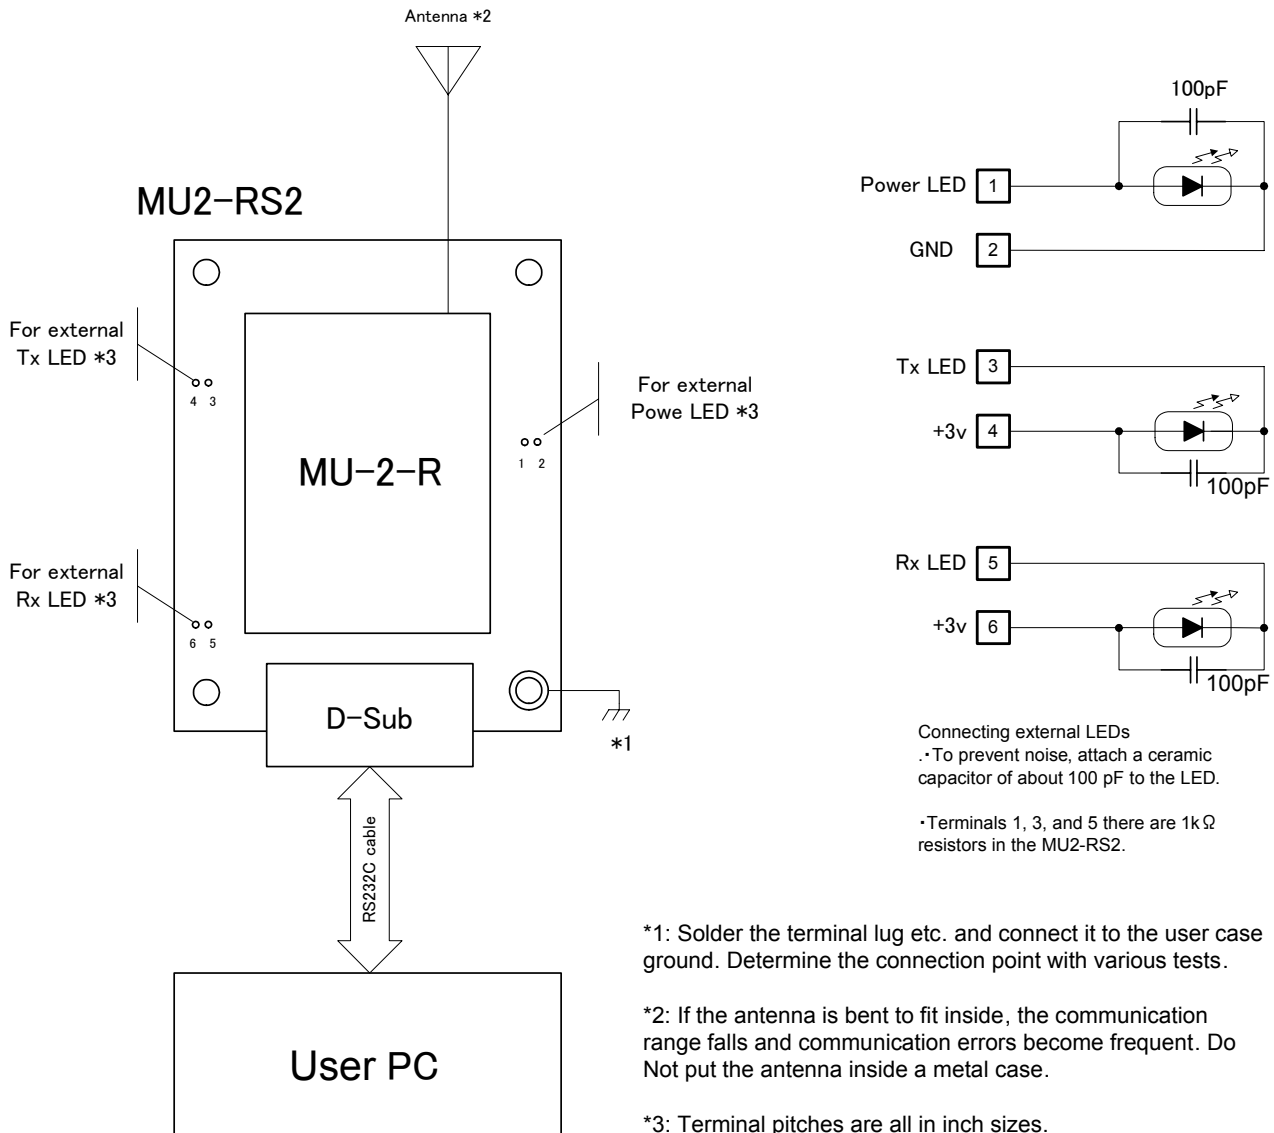 Antenna *2
MU2-RS2
For external
Tx LED *3
4 3
For external
Powe LED *3
1 2
MU-2-R
For external
Rx LED *3
6 5
D-Sub
*1
RS232C cable
User PC
100pF
Power LED 1
GND 2
Tx LED 3
+3v 4
100pF
Rx LED 5
+3v 6
100pF
Connecting external LEDs
.・To prevent noise, attach a ceramic
capacitor of about 100 pF to the LED.
・Terminals 1, 3, and 5 there are 1kΩ
resistors in the MU2-RS2.
*1: Solder the terminal lug etc. and connect it to the user case
ground. Determine the connection point with various tests.
*2: If the antenna is bent to fit inside, the communication
range falls and communication errors become frequent. Do
Not put the antenna inside a metal case.
*3: Terminal pitches are all in inch sizes.